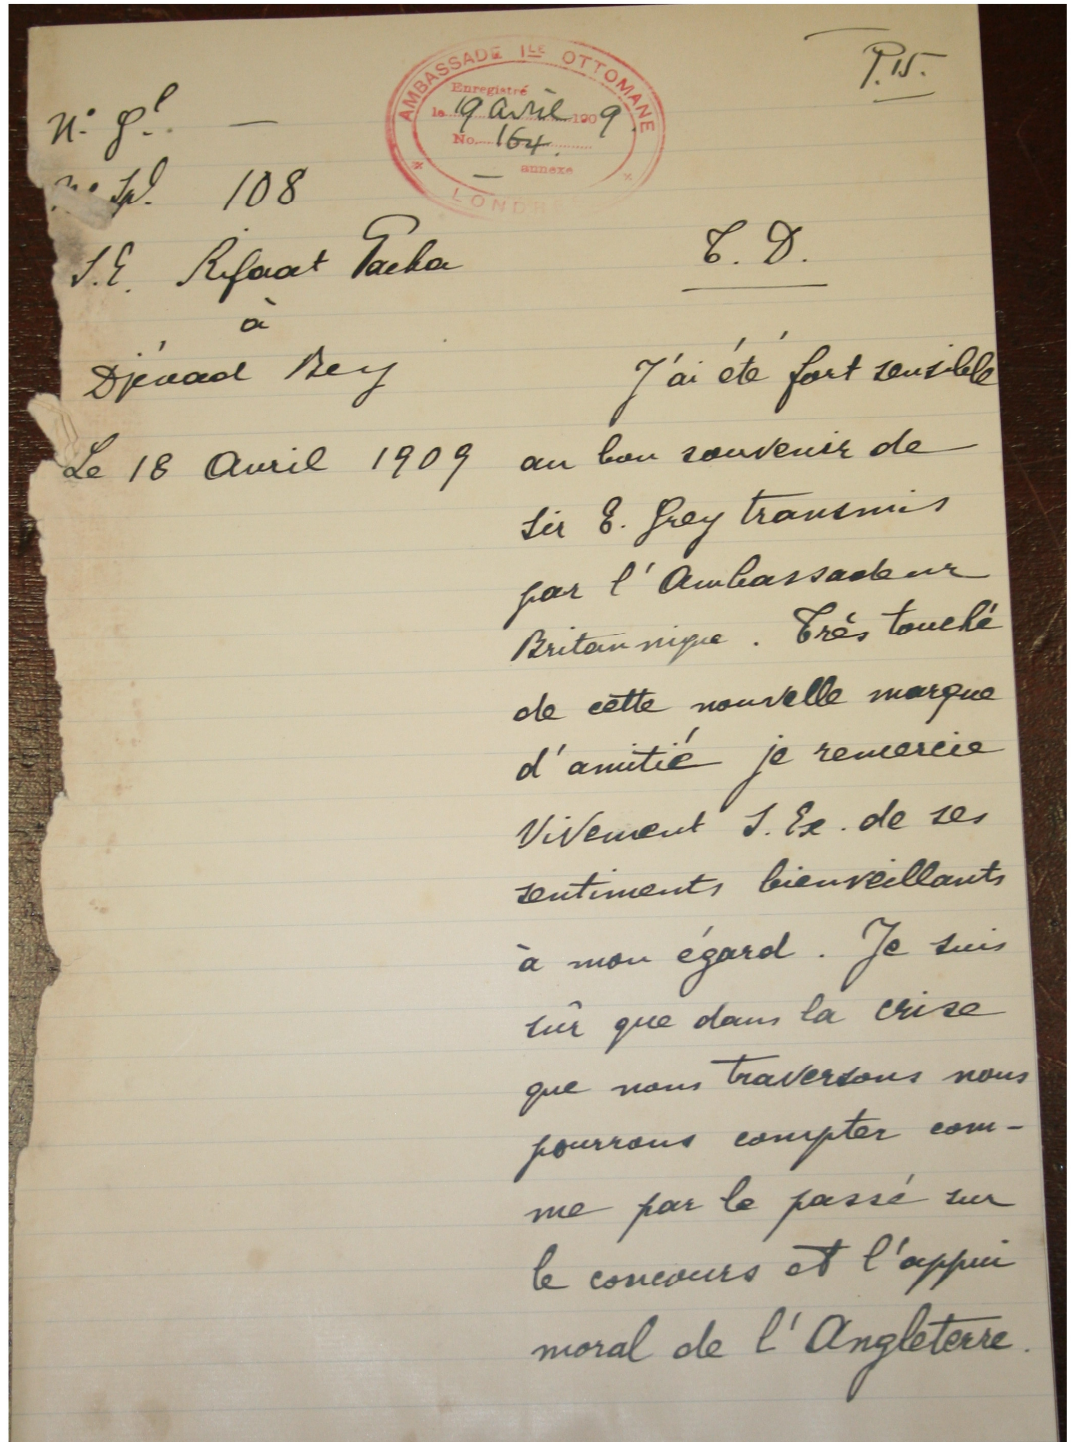 P. 15.
AMBASSADE Ile OTTOMANE
Enregistré
le 19 avril 1909.
No. 164.
— annexe
LONDRES
No. gl. —
No Spl. 108
S.E. Rifaat Pacha
à
Djévad Bey
Le 18 Avril 1909
T. D.
J'ai été fort sensible
au bon souvenir de
Sir E. Grey transmis
par l'Ambassadeur
Britannique. Très touché
de cette nouvelle marque
d'amitié je remercie
vivement S. Ex. de ses
sentiments bienveillants
à mon égard. Je suis
sûr que dans la crise
que nous traversons nous
pourrons compter com-
me par le passé sur
le concours et l'appui
moral de l'Angleterre.